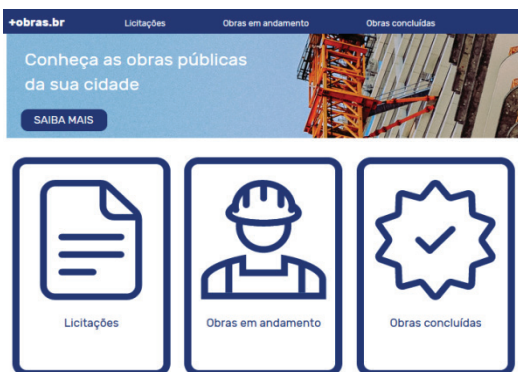 +obras.br Licitações Obras em andamento Obras concluídas
Conheça as obras públicas
da sua cidade
SAIBA MAIS
Licitações Obras em andamento Obras concluídas